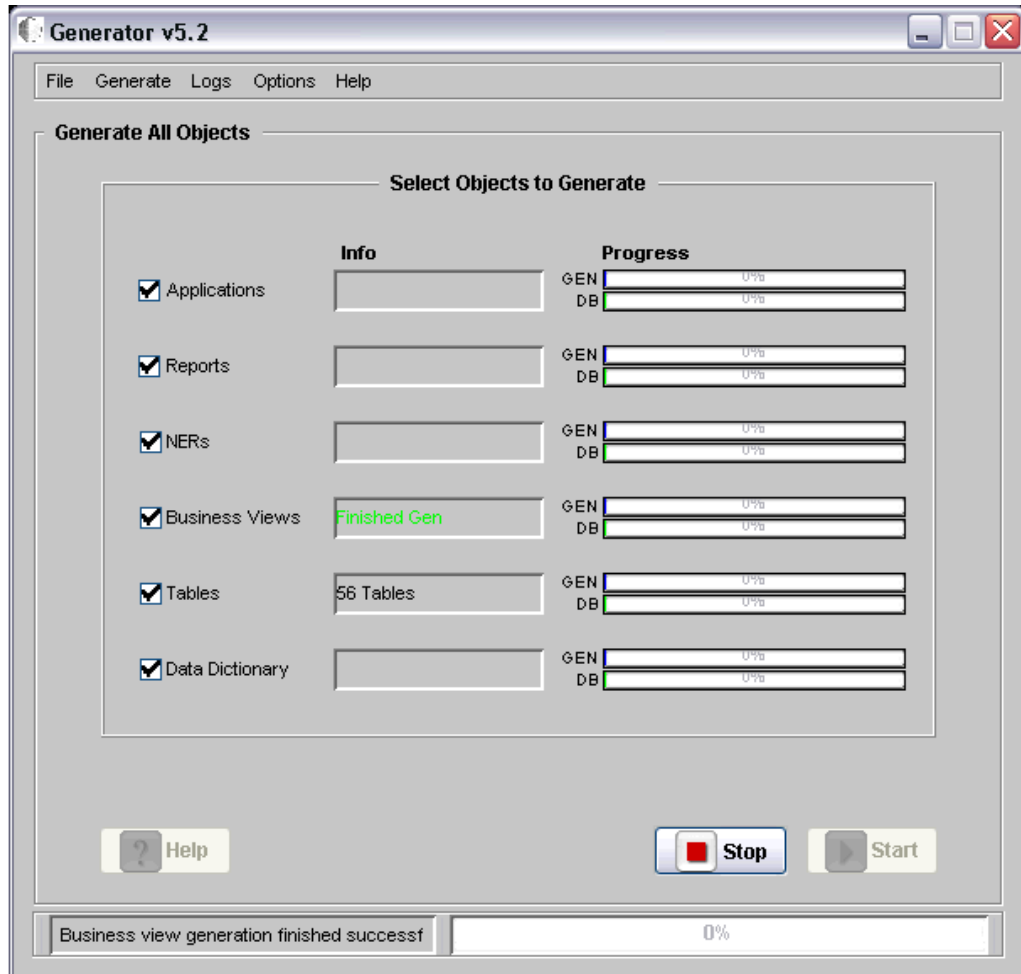 Generator v5.2
File Generate Logs Options Help
Generate All Objects
Select Objects to Generate
Info Progress
Applications GEN 0%
DB 0%
Reports GEN 0%
DB 0%
NERs GEN 0%
DB 0%
Business Views Finished Gen GEN 0%
DB 0%
Tables 56 Tables GEN 0%
DB 0%
Data Dictionary GEN 0%
DB 0%
Help Stop Start
Business view generation finished successf 0%